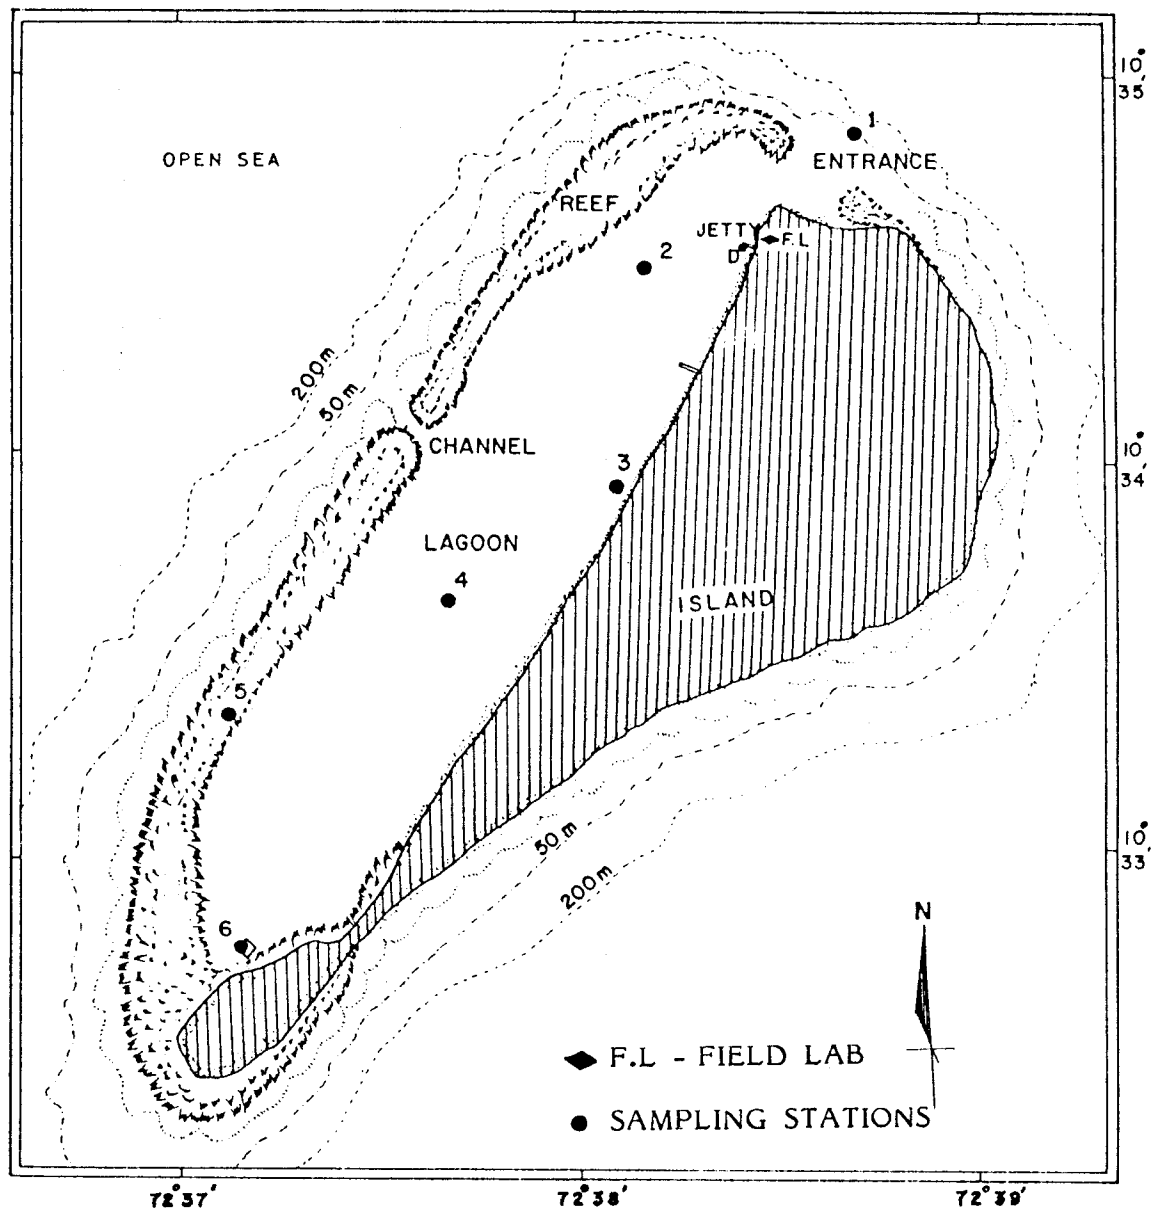 10°
35'
1
OPEN SEA
ENTRANCE
REEF
JETTY
F.L
D
2
200m
50m
CHANNEL
10°
34'
3
LAGOON
4
ISLAND
5
10°
33'
50 m
200m
6
N
F.L - FIELD LAB
SAMPLING STATIONS
72°37'
72°38'
72°39'